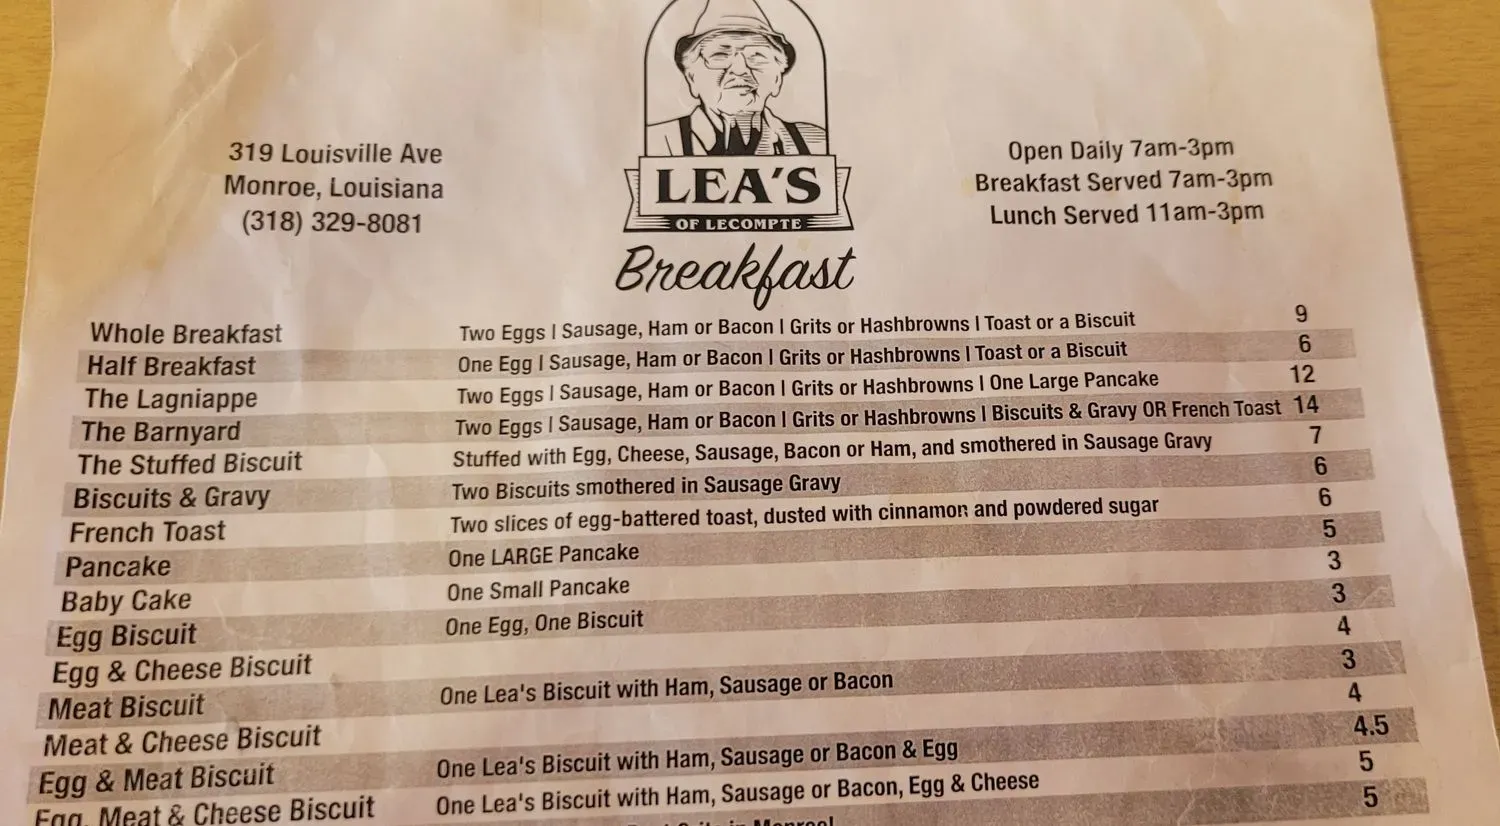 319 Louisville Ave
Monroe, Louisiana
(318) 329-8081
LEA'S
OF LECOMPTE
Breakfast
Open Daily 7am-3pm
Breakfast Served 7am-3pm
Lunch Served 11am-3pm
Whole Breakfast Two Eggs | Sausage, Ham or Bacon | Grits or Hashbrowns | Toast or a Biscuit 9
Half Breakfast One Egg | Sausage, Ham or Bacon | Grits or Hashbrowns | Toast or a Biscuit 6
The Lagniappe Two Eggs | Sausage, Ham or Bacon | Grits or Hashbrowns | One Large Pancake 12
The Barnyard Two Eggs | Sausage, Ham or Bacon | Grits or Hashbrowns | Biscuits & Gravy OR French Toast 14
The Stuffed Biscuit Stuffed with Egg, Cheese, Sausage, Bacon or Ham, and smothered in Sausage Gravy 7
Biscuits & Gravy Two Biscuits smothered in Sausage Gravy 6
French Toast Two slices of egg-battered toast, dusted with cinnamon and powdered sugar 6
Pancake One LARGE Pancake 5
Baby Cake One Small Pancake 3
Egg Biscuit One Egg, One Biscuit 3
Egg & Cheese Biscuit 4
Meat Biscuit One Lea's Biscuit with Ham, Sausage or Bacon 3
Meat & Cheese Biscuit 4
Egg & Meat Biscuit One Lea's Biscuit with Ham, Sausage or Bacon & Egg 4.5
Egg, Meat & Cheese Biscuit One Lea's Biscuit with Ham, Sausage or Bacon, Egg & Cheese 5
Grits in Monroe! 5